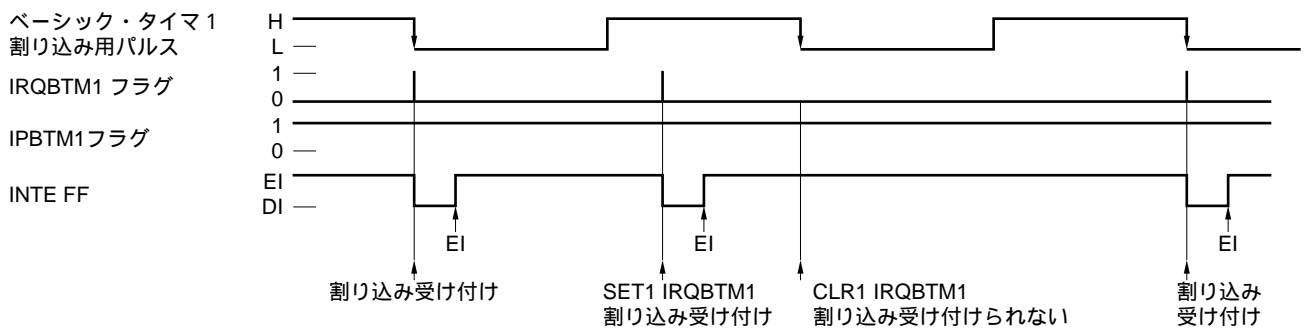 ベーシック・タイマ1
割り込み用パルス
H
L
IRQBTM1 フラグ
1
0
IPBTM1フラグ
1
0
INTE FF
EI
DI
EI
EI
EI
割り込み受け付け
SET1 IRQBTM1
割り込み受け付け
CLR1 IRQBTM1
割り込み受け付けられない
割り込み
受け付け